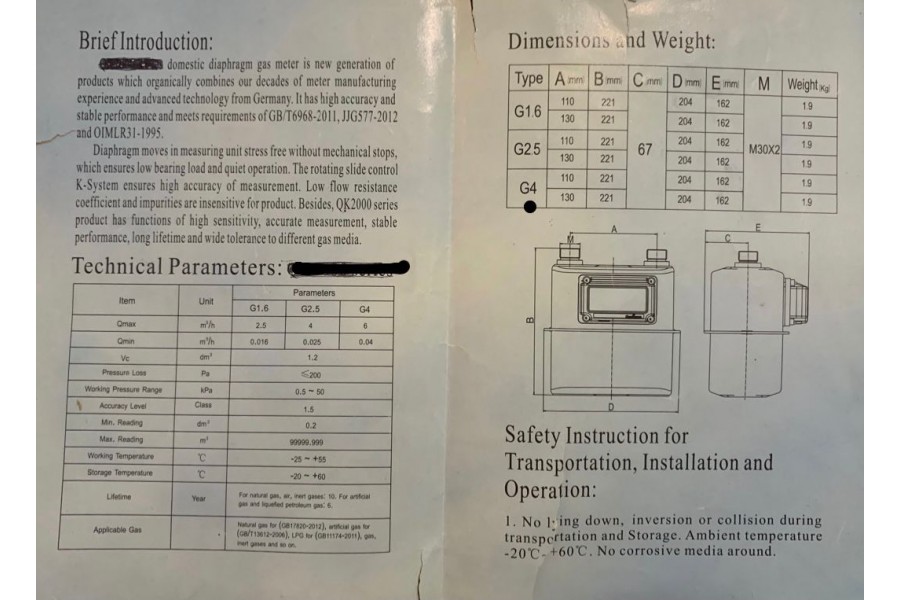 Brief Introduction:
domestic diaphragm gas meter is new generation of
products which organically combines our decades of meter manufacturing
experience and advanced technology from Germany. It has high accuracy and
stable performance and meets requirements of GB/T6968-2011, JJG577-2012
and OIMLR31-1995.
Diaphragm moves in measuring unit stress free without mechanical stops,
which ensures low bearing load and quiet operation. The rotating slide control
K-System ensures high accuracy of measurement. Low flow resistance
coefficient and impurities are insensitive for product. Besides, QK2000 series
product has functions of high sensitivity, accurate measurement, stable
performance, long lifetime and wide tolerance to different gas media.
Technical Parameters:
Item Unit Parameters
G1.6 G2.5 G4
Qmax m³/h 2.5 4 6
Qmin m³/h 0.016 0.025 0.04
Vc dm³ 1.2
Pressure Loss Pa ≤200
Working Pressure Range kPa 0.5 ~ 50
Accuracy Level Class 1.5
Min. Reading dm³ 0.2
Max. Reading m³ 99999.999
Working Temperature ℃ -25 ~ +55
Storage Temperature ℃ -20 ~ +60
Lifetime Year For natural gas, air, inert gases: 10. For artificial
gas and liquefied petroleum gas: 6.
Applicable Gas Natural gas for (GB17820-2012), artificial gas for
(GB/T13612-2006), LPG for (GB11174-2011), gas,
inert gases and so on.
Dimensions and Weight:
Type A (mm) B (mm) C (mm) D (mm) E (mm) M Weight (Kg)
G1.6 110 221 67 204 162 M30X2 1.9
130 221 204 162 1.9
G2.5 110 221 204 162 1.9
130 221 204 162 1.9
G4 110 221 204 162 1.9
130 221 204 162 1.9
A
M
B
D
E
C
Safety Instruction for
Transportation, Installation and
Operation:
1. No ing down, inversion or collision during
transportation and Storage. Ambient temperature
-20℃- +60℃. No corrosive media around.